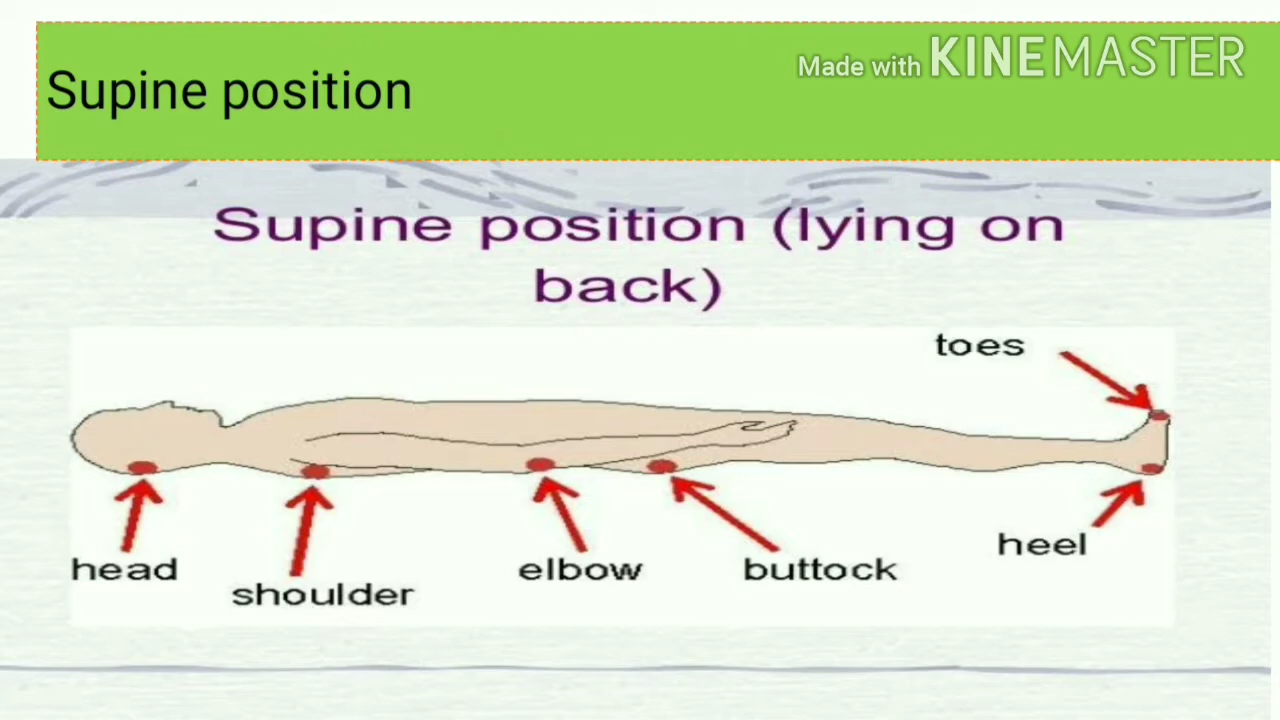 Made with KINEMASTER
Supine position
Supine position (lying on
back)
toes
heel
head
elbow
buttock
shoulder